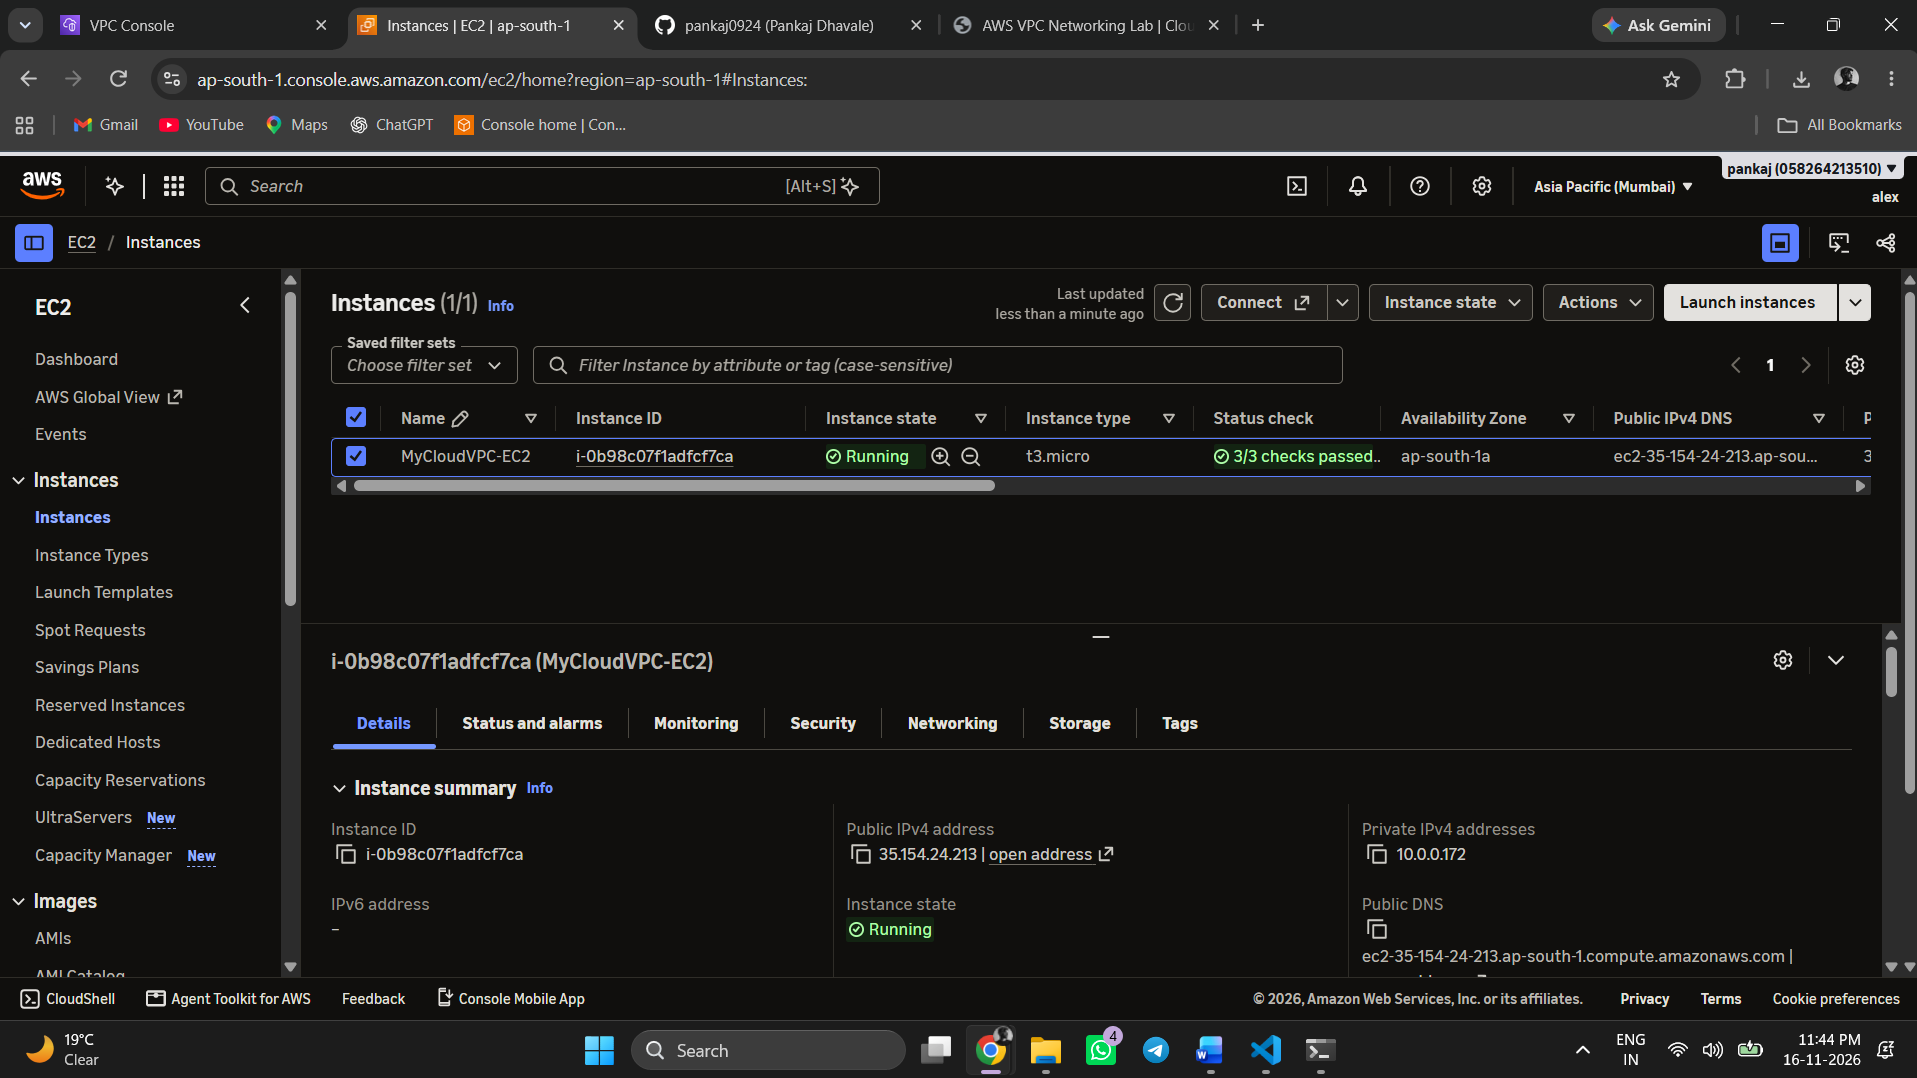 VPC Console
Instances | EC2 | ap-south-1
pankaj0924 (Pankaj Dhavale)
AWS VPC Networking Lab | Clou
Ask Gemini
ap-south-1.console.aws.amazon.com/ec2/home?region=ap-south-1#Instances:
Gmail
YouTube
Maps
ChatGPT
Console home | Con...
All Bookmarks
aws
Search
[Alt+S]
Asia Pacific (Mumbai)
pankaj (058264213510)
alex
EC2 / Instances
EC2
Dashboard
AWS Global View
Events
Instances
Instances
Instance Types
Launch Templates
Spot Requests
Savings Plans
Reserved Instances
Dedicated Hosts
Capacity Reservations
UltraServers New
Capacity Manager New
Images
AMIs
AMI Catalog
Instances (1/1) Info
Last updated
less than a minute ago
Connect
Instance state
Actions
Launch instances
Saved filter sets
Choose filter set
Filter Instance by attribute or tag (case-sensitive)
1
Name Instance ID Instance state Instance type Status check Availability Zone Public IPv4 DNS P
MyCloudVPC-EC2 i-0b98c07f1adfcf7ca Running t3.micro 3/3 checks passed.. ap-south-1a ec2-35-154-24-213.ap-sou... 3
i-0b98c07f1adfcf7ca (MyCloudVPC-EC2)
Details Status and alarms Monitoring Security Networking Storage Tags
Instance summary Info
Instance ID
i-0b98c07f1adfcf7ca
Public IPv4 address
35.154.24.213 | open address
Private IPv4 addresses
10.0.0.172
IPv6 address
–
Instance state
Running
Public DNS
ec2-35-154-24-213.ap-south-1.compute.amazonaws.com |
CloudShell
Agent Toolkit for AWS
Feedback
Console Mobile App
© 2026, Amazon Web Services, Inc. or its affiliates.
Privacy
Terms
Cookie preferences
19°C
Clear
Search
4
ENG
IN
11:44 PM
16-11-2026